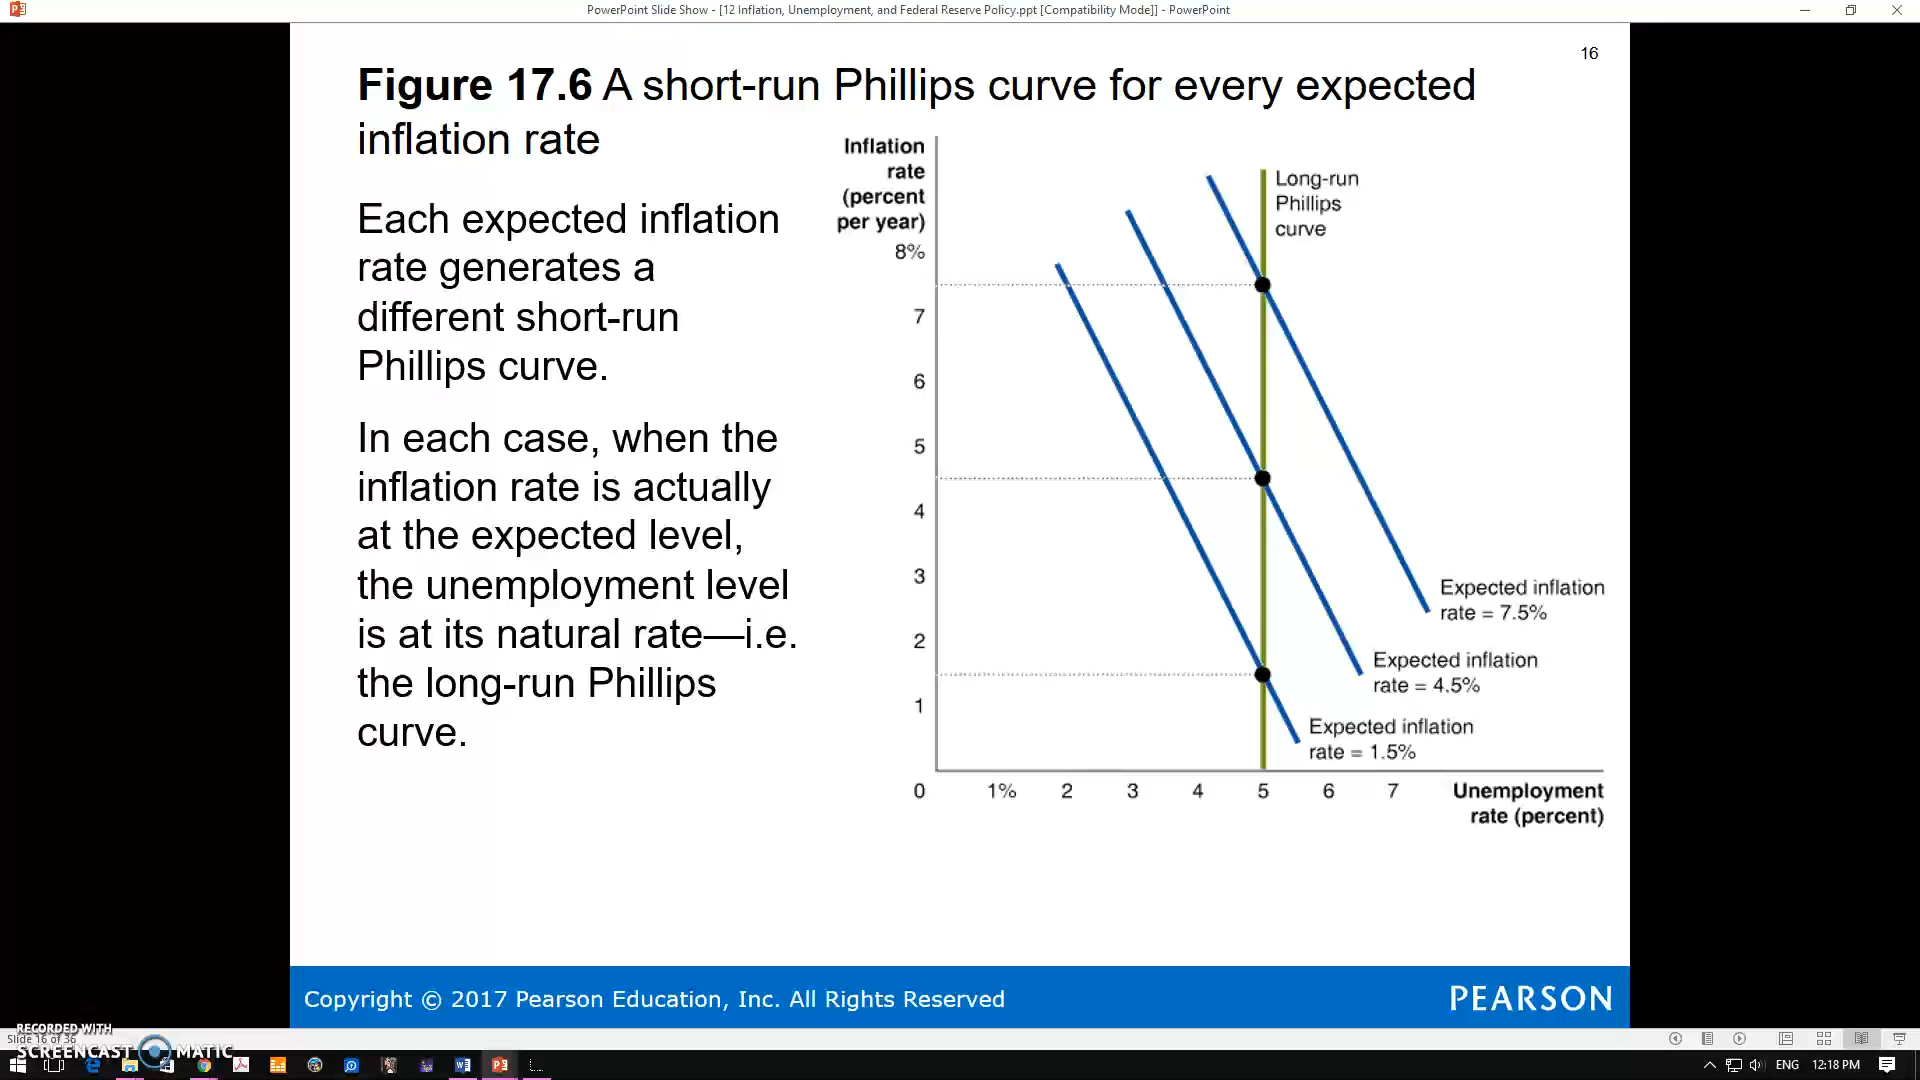 PowerPoint Slide Show - [12 Inflation, Unemployment, and Federal Reserve Policy.ppt [Compatibility Mode]] - PowerPoint
16
Figure 17.6 A short-run Phillips curve for every expected
inflation rate
Each expected inflation
rate generates a
different short-run
Phillips curve.
In each case, when the
inflation rate is actually
at the expected level,
the unemployment level
is at its natural rate—i.e.
the long-run Phillips
curve.
Inflation
rate
(percent
per year)
8%
7
6
5
4
3
2
1
0
1%
2
3
4
5
6
7
Unemployment
rate (percent)
Long-run
Phillips
curve
Expected inflation
rate = 7.5%
Expected inflation
rate = 4.5%
Expected inflation
rate = 1.5%
Copyright © 2017 Pearson Education, Inc. All Rights Reserved
PEARSON
RECORDED WITH
Slide 16 of 36
SCREENCAST MATIC
ENG
12:18 PM